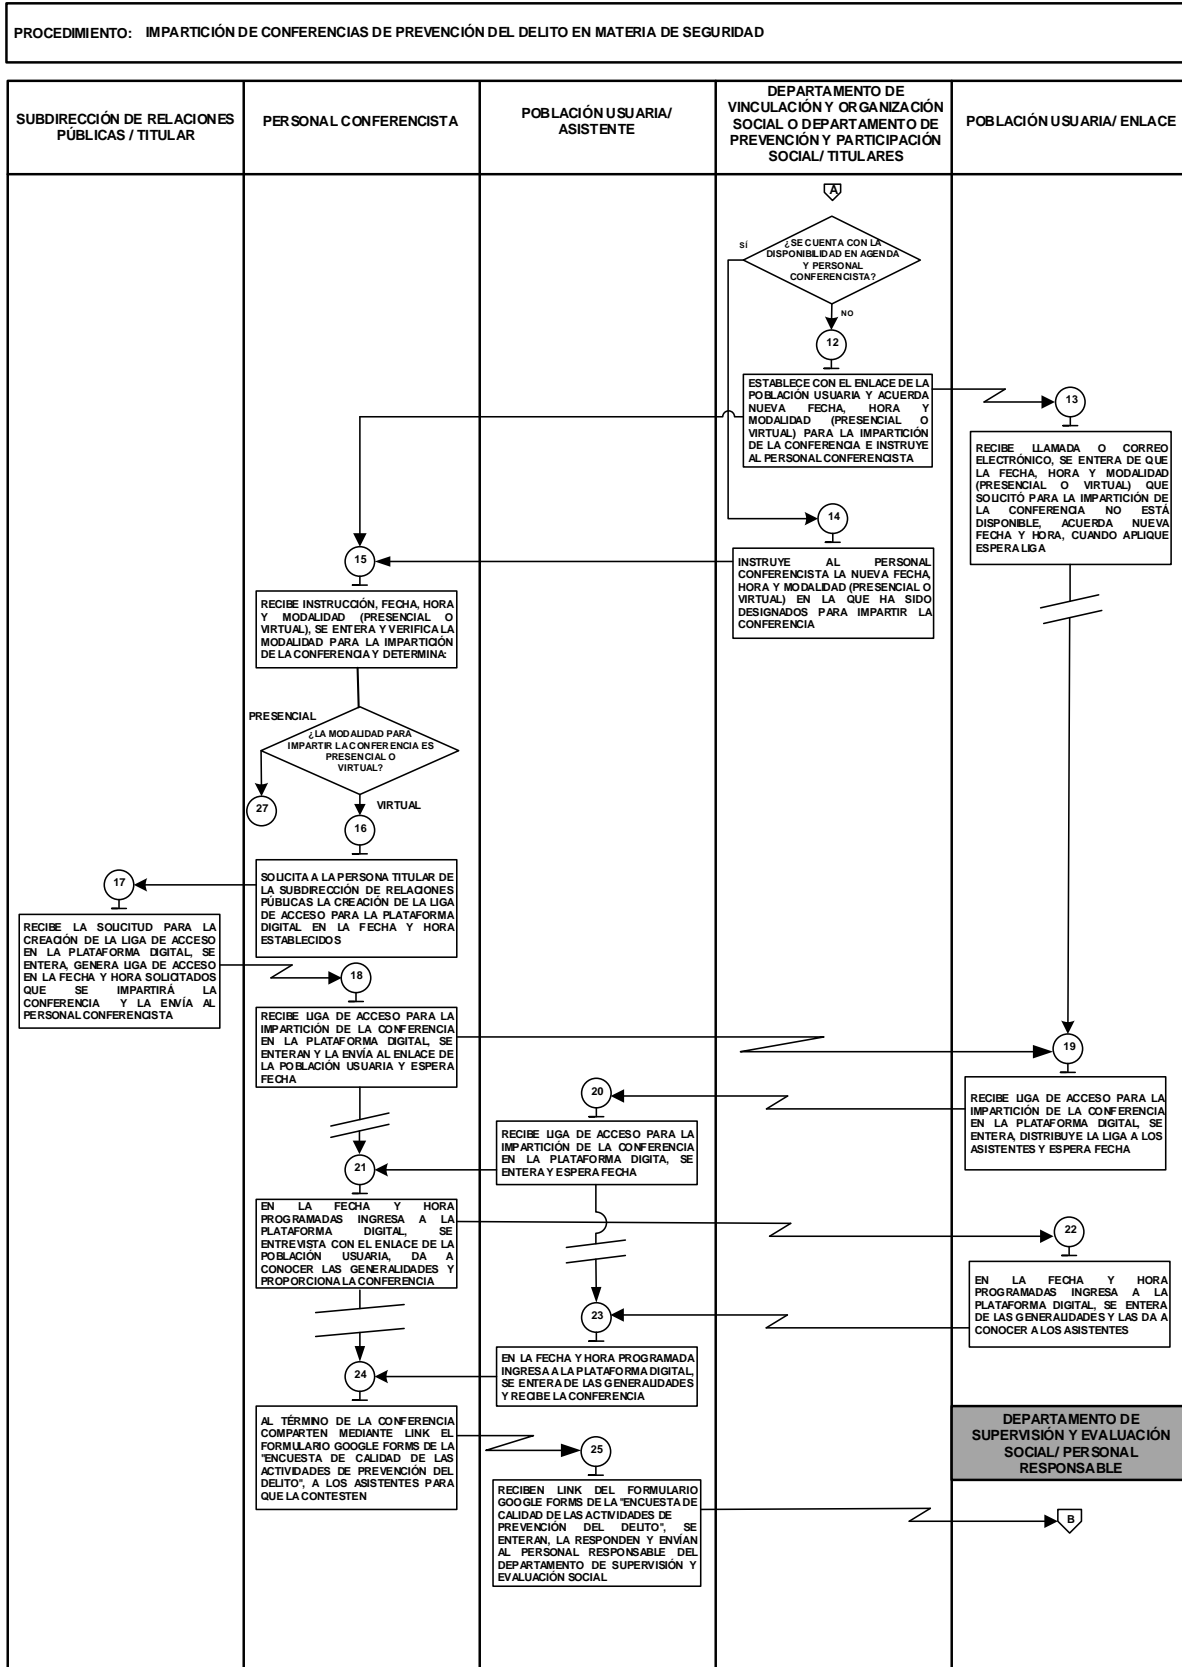 PROCEDIMIENTO: IMPARTICIÓN DE CONFERENCIAS DE PREVENCIÓN DEL DELITO EN MATERIA DE SEGURIDAD
SUBDIRECCIÓN DE RELACIONES
PÚBLICAS / TITULAR
PERSONAL CONFERENCISTA
POBLACIÓN USUARIA/
ASISTENTE
DEPARTAMENTO DE
VINCULACIÓN Y ORGANIZACIÓN
SOCIAL O DEPARTAMENTO DE
PREVENCIÓN Y PARTICIPACIÓN
SOCIAL/ TITULARES
POBLACIÓN USUARIA/ ENLACE
A
¿SE CUENTA CON LA
DISPONIBILIDAD EN AGENDA
Y PERSONAL
CONFERENCISTA?
SÍ
NO
12
ESTABLECE CON EL ENLACE DE LA
POBLACIÓN USUARIA Y ACUERDA
NUEVA FECHA, HORA Y
MODALIDAD (PRESENCIAL O
VIRTUAL) PARA LA IMPARTICIÓN
DE LA CONFERENCIA E INSTRUYE
AL PERSONAL CONFERENCISTA
13
RECIBE LLAMADA O CORREO
ELECTRÓNICO, SE ENTERA DE QUE
LA FECHA, HORA Y MODALIDAD
(PRESENCIAL O VIRTUAL) QUE
SOLICITÓ PARA LA IMPARTICIÓN DE
LA CONFERENCIA NO ESTÁ
DISPONIBLE, ACUERDA NUEVA
FECHA Y HORA, CUANDO APLIQUE
ESPERA LIGA
14
INSTRUYE AL PERSONAL
CONFERENCISTA LA NUEVA FECHA,
HORA Y MODALIDAD (PRESENCIAL O
VIRTUAL) EN LA QUE HA SIDO
DESIGNADOS PARA IMPARTIR LA
CONFERENCIA
15
RECIBE INSTRUCCIÓN, FECHA, HORA
Y MODALIDAD (PRESENCIAL O
VIRTUAL), SE ENTERA Y VERIFICA LA
MODALIDAD PARA LA IMPARTICIÓN
DE LA CONFERENCIA Y DETERMINA:
PRESENCIAL
¿LA MODALIDAD PARA
IMPARTIR LA CONFERENCIA ES
PRESENCIAL O
VIRTUAL?
27
VIRTUAL
16
SOLICITA A LA PERSONA TITULAR DE
LA SUBDIRECCIÓN DE RELACIONES
PÚBLICAS LA CREACIÓN DE LA LIGA
DE ACCESO PARA LA PLATAFORMA
DIGITAL EN LA FECHA Y HORA
ESTABLECIDOS
17
RECIBE LA SOLICITUD PARA LA
CREACIÓN DE LA LIGA DE ACCESO
EN LA PLATAFORMA DIGITAL, SE
ENTERA, GENERA LIGA DE ACCESO
EN LA FECHA Y HORA SOLICITADOS
QUE SE IMPARTIRÁ LA
CONFERENCIA Y LA ENVÍA AL
PERSONAL CONFERENCISTA
18
RECIBE LIGA DE ACCESO PARA LA
IMPARTICIÓN DE LA CONFERENCIA
EN LA PLATAFORMA DIGITAL, SE
ENTERAN Y LA ENVÍA AL ENLACE DE
LA POBLACIÓN USUARIA Y ESPERA
FECHA
19
RECIBE LIGA DE ACCESO PARA LA
IMPARTICIÓN DE LA CONFERENCIA
EN LA PLATAFORMA DIGITAL, SE
ENTERA, DISTRIBUYE LA LIGA A LOS
ASISTENTES Y ESPERA FECHA
20
RECIBE LIGA DE ACCESO PARA LA
IMPARTICIÓN DE LA CONFERENCIA
EN LA PLATAFORMA DIGITA, SE
ENTERA Y ESPERA FECHA
21
EN LA FECHA Y HORA
PROGRAMADAS INGRESA A LA
PLATAFORMA DIGITAL, SE
ENTREVISTA CON EL ENLACE DE LA
POBLACIÓN USUARIA, DA A
CONOCER LAS GENERALIDADES Y
PROPORCIONA LA CONFERENCIA
22
EN LA FECHA Y HORA
PROGRAMADAS INGRESA A LA
PLATAFORMA DIGITAL, SE ENTERA
DE LAS GENERALIDADES Y LAS DA A
CONOCER A LOS ASISTENTES
23
EN LA FECHA Y HORA PROGRAMADA
INGRESA A LA PLATAFORMA DIGITAL,
SE ENTERA DE LAS GENERALIDADES
Y RECIBE LA CONFERENCIA
24
AL TÉRMINO DE LA CONFERENCIA
COMPARTEN MEDIANTE LINK EL
FORMULARIO GOOGLE FORMS DE LA
"ENCUESTA DE CALIDAD DE LAS
ACTIVIDADES DE PREVENCIÓN DEL
DELITO", A LOS ASISTENTES PARA
QUE LA CONTESTEN
25
RECIBEN LINK DEL FORMULARIO
GOOGLE FORMS DE LA "ENCUESTA DE
CALIDAD DE LAS ACTIVIDADES DE
PREVENCIÓN DEL DELITO", SE
ENTERAN, LA RESPONDEN Y ENVÍAN
AL PERSONAL RESPONSABLE DEL
DEPARTAMENTO DE SUPERVISIÓN Y
EVALUACIÓN SOCIAL
DEPARTAMENTO DE
SUPERVISIÓN Y EVALUACIÓN
SOCIAL/ PERSONAL
RESPONSABLE
B